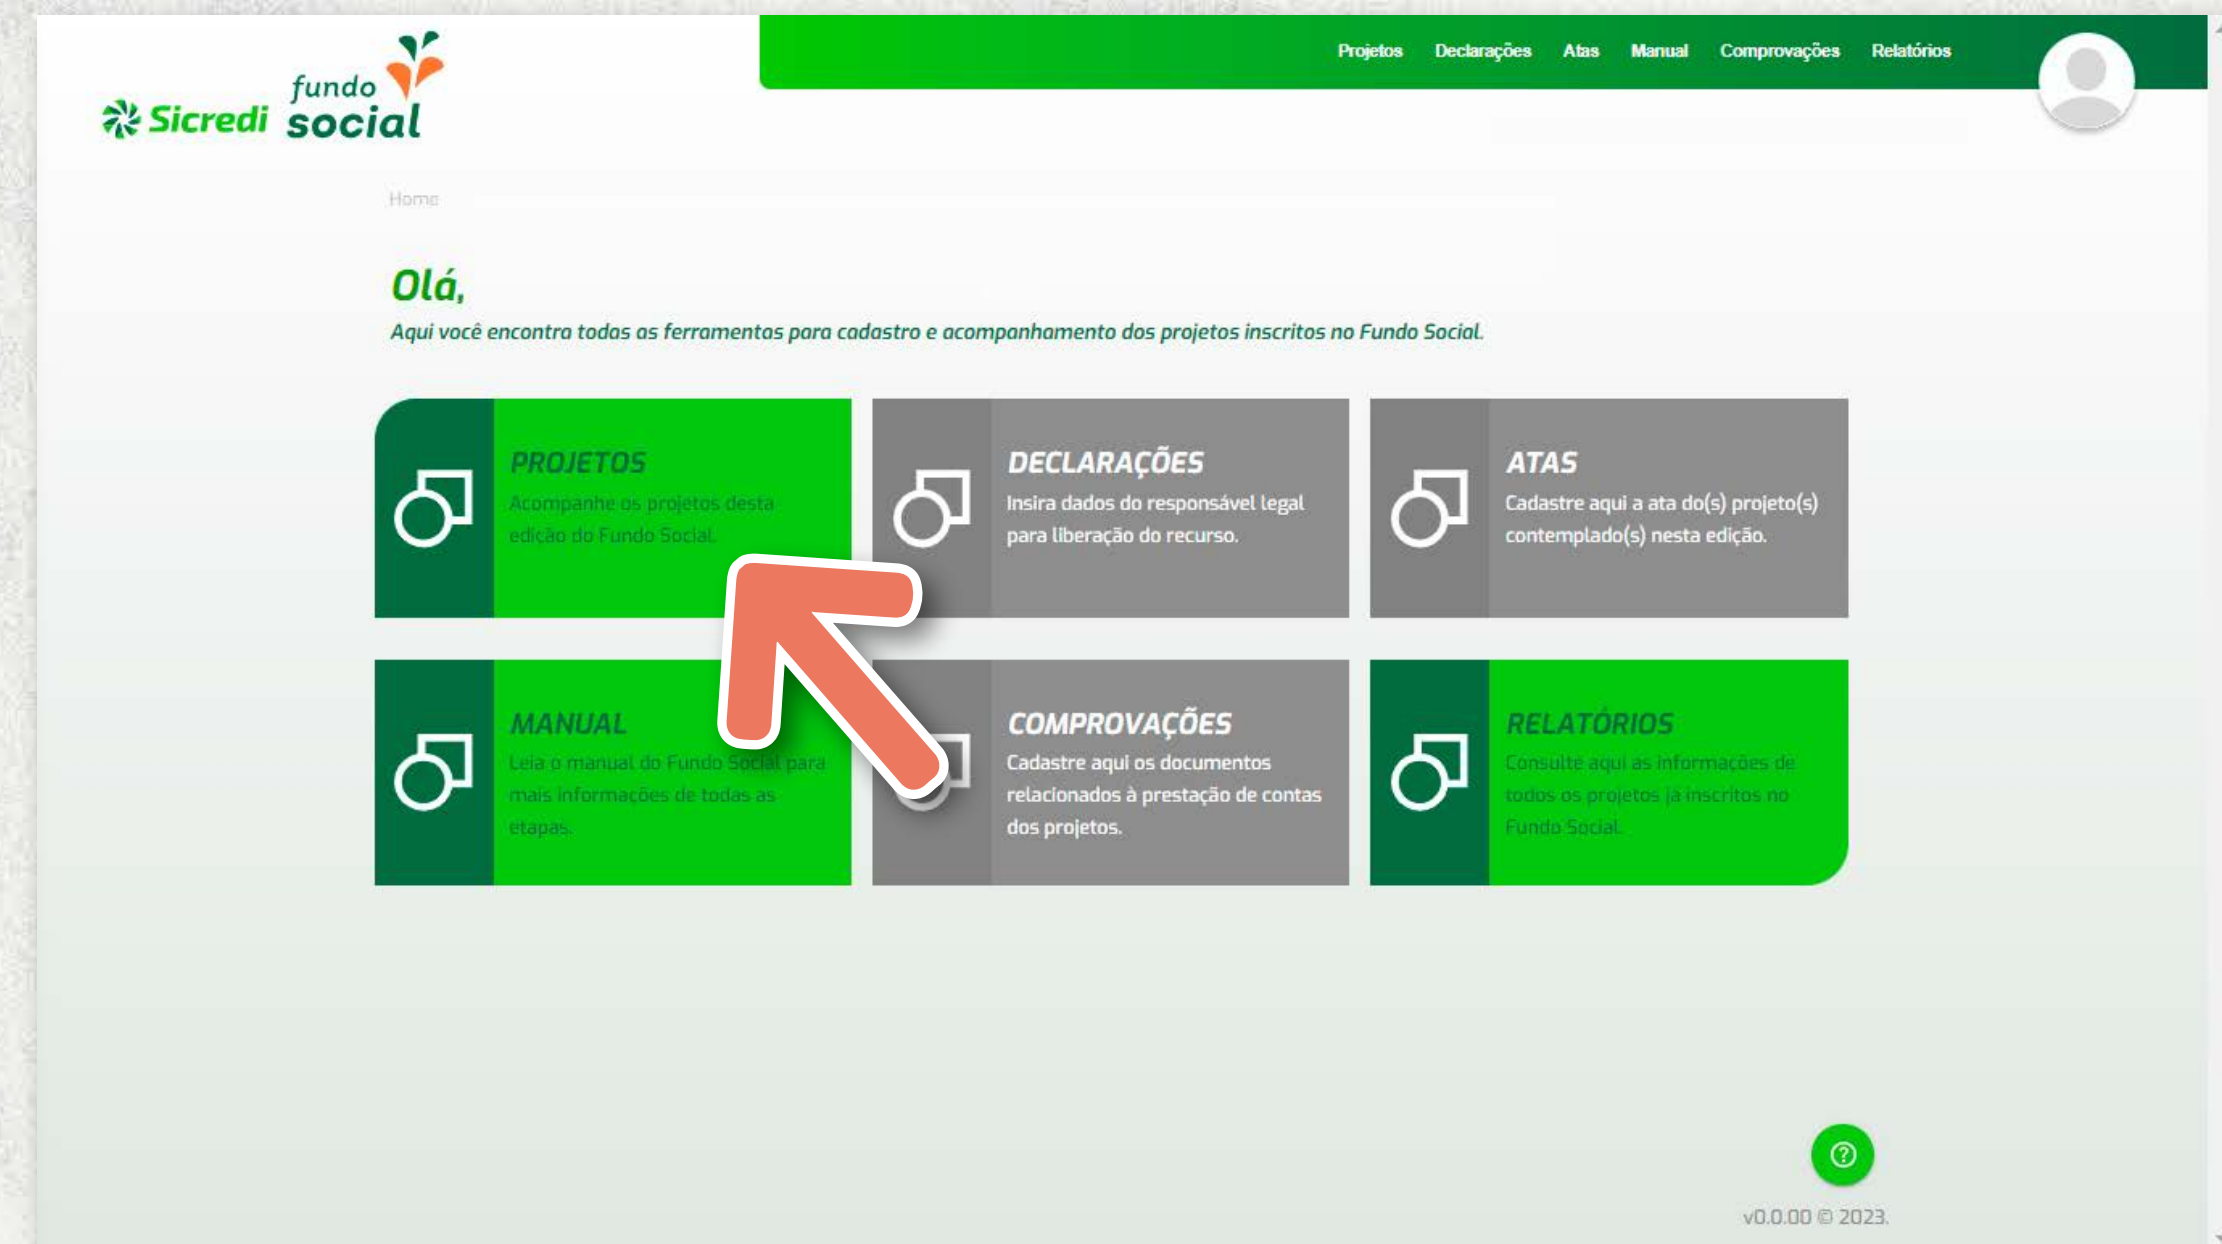 fundo
social
Sicredi
Projetos Declarações Atas Manual Comprovações Relatórios
Home
Olá,
Aqui você encontra todas as ferramentas para cadastro e acompanhamento dos projetos inscritos no Fundo Social.
PROJETOS
Acompanhe os projetos desta
edição do Fundo Social.
DECLARAÇÕES
Insira dados do responsável legal
para liberação do recurso.
ATAS
Cadastre aqui a ata do(s) projeto(s)
contemplado(s) nesta edição.
MANUAL
Leia o manual do Fundo Social para
mais informações de todas as
etapas.
COMPROVAÇÕES
Cadastre aqui os documentos
relacionados à prestação de contas
dos projetos.
RELATÓRIOS
Consulte aqui as informações de
todos os projetos já inscritos no
Fundo Social.
?
v0.0.00 © 2023.